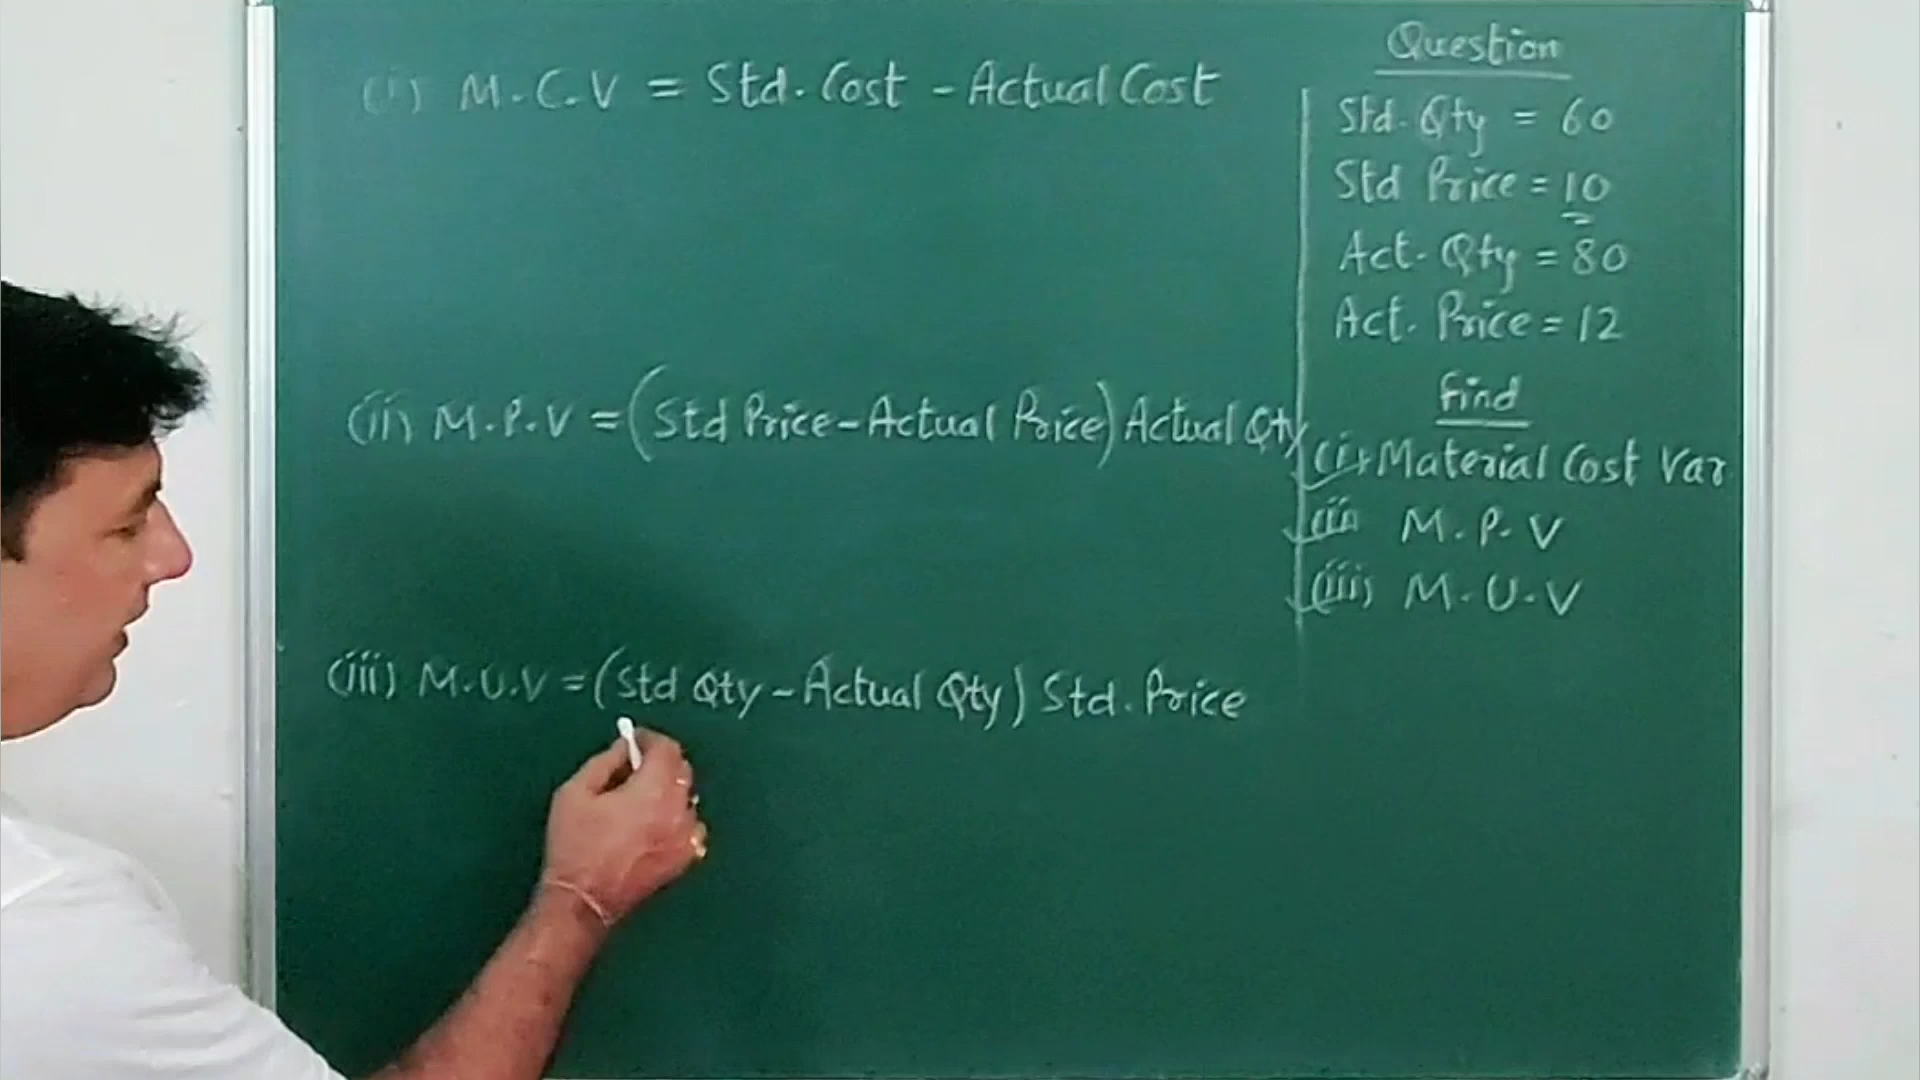 (i) M.C.V = Std. Cost - Actual Cost
(ii) M.P.V = (Std Price - Actual Price) Actual Qty
(iii) M.U.V = (Std Qty - Actual Qty) Std. Price
Question
Std. Qty = 60
Std Price = 10
Act. Qty = 80
Act. Price = 12
Find
(i) Material Cost Var
(ii) M.P.V
(iii) M.U.V